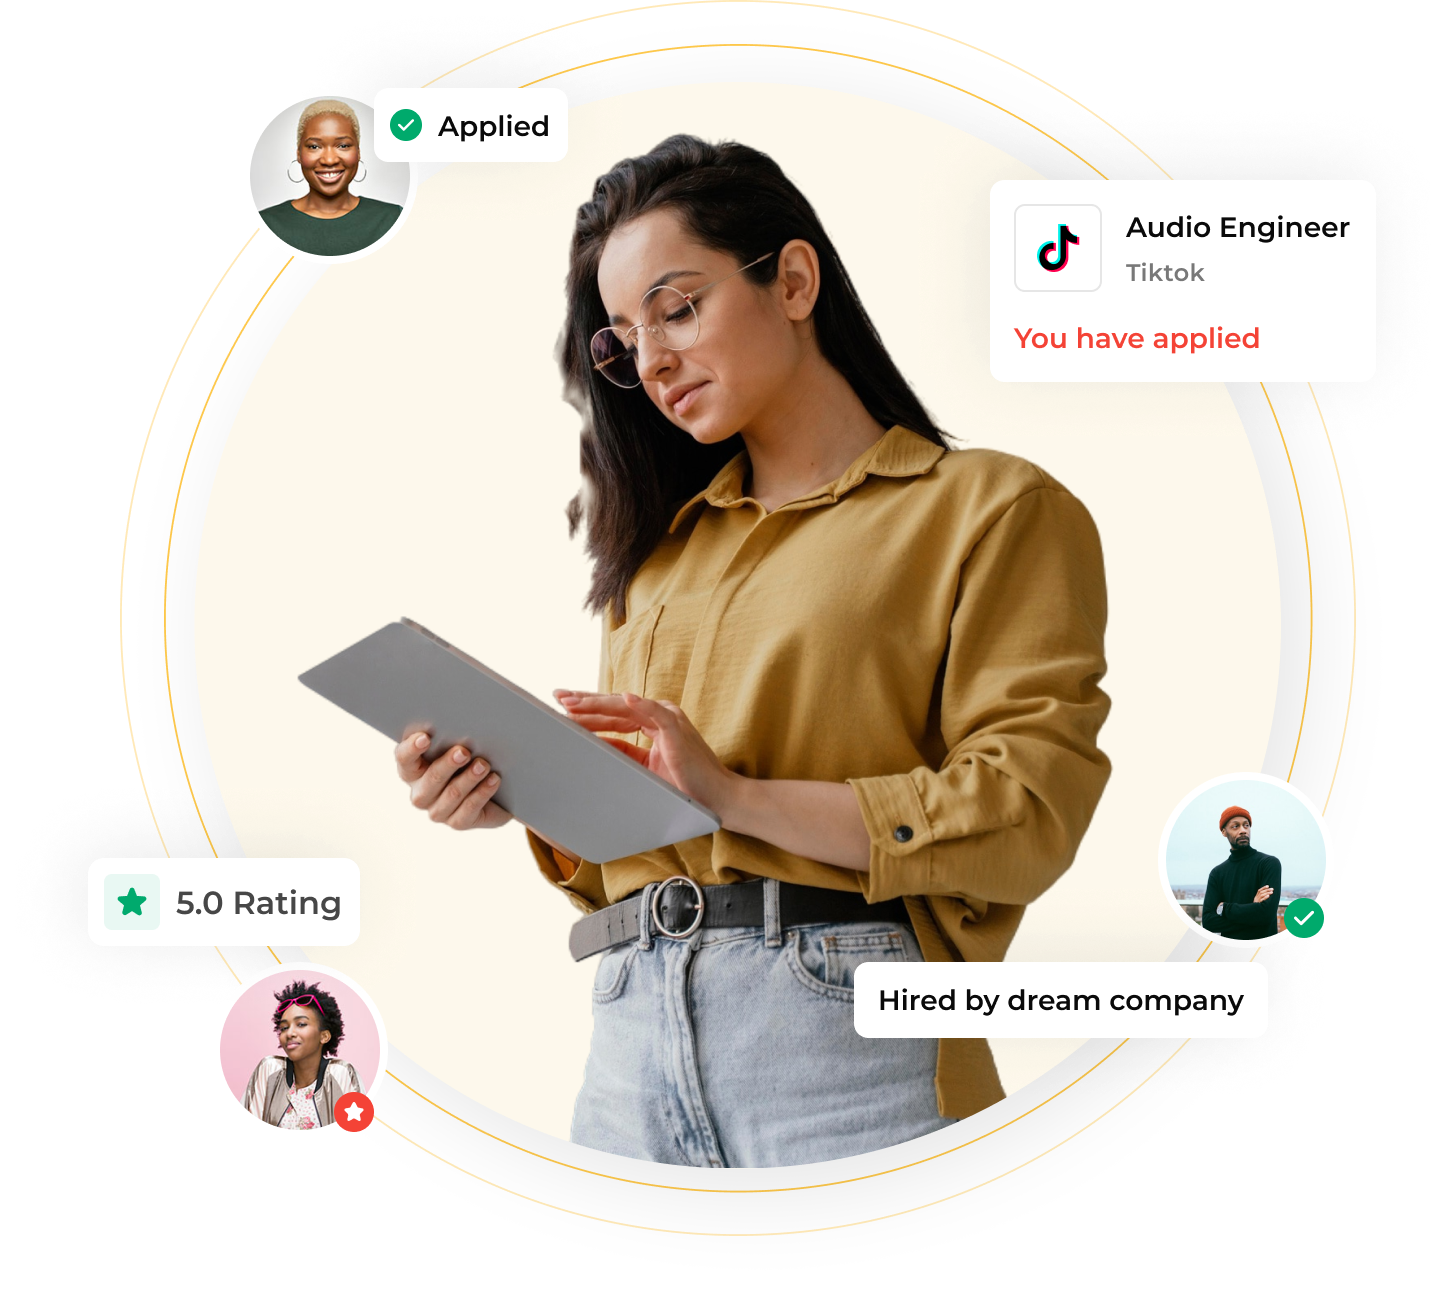 Applied
Audio Engineer
Tiktok
You have applied
5.0 Rating
Hired by dream company